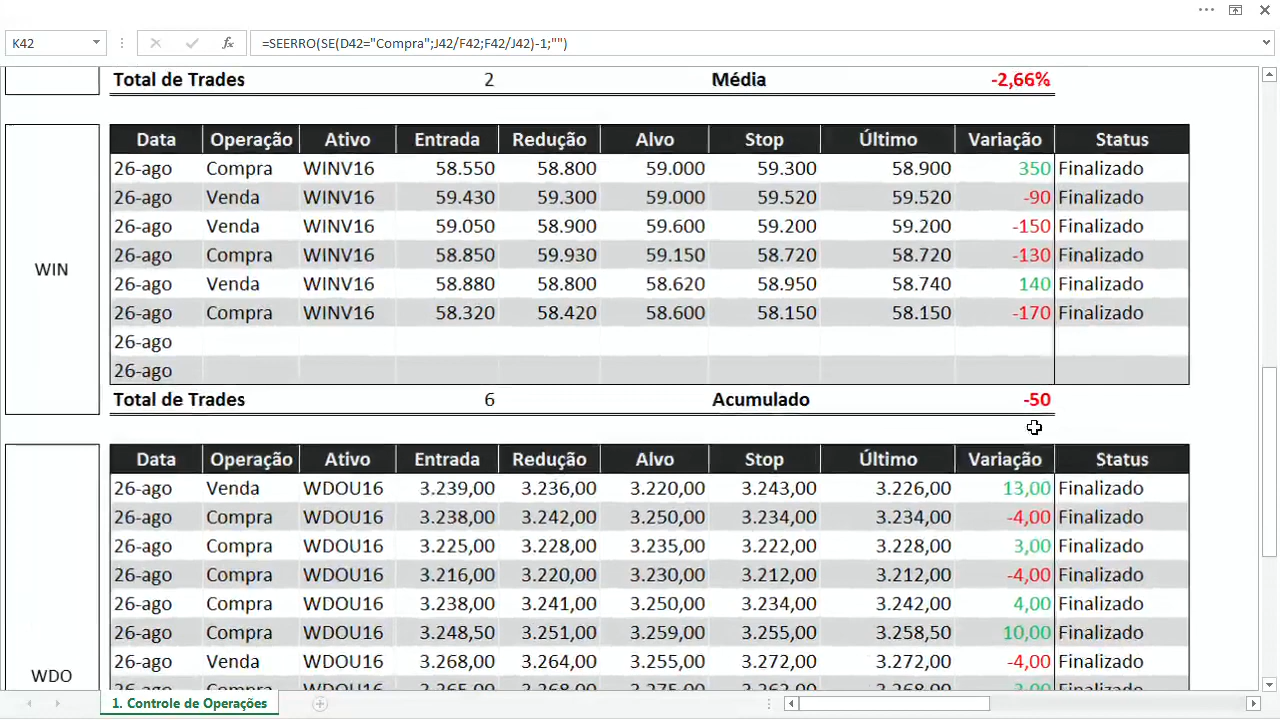 K42 =SEERRO(SE(D42="Compra";J42/F42;F42/J42)-1;"")
Total de Trades 2 Média -2,66%
WIN
Data Operação Ativo Entrada Redução Alvo Stop Último Variação Status
26-ago Compra WINV16 58.550 58.800 59.000 59.300 58.900 350 Finalizado
26-ago Venda WINV16 59.430 59.300 59.000 59.520 59.520 -90 Finalizado
26-ago Venda WINV16 59.050 58.900 59.600 59.200 59.200 -150 Finalizado
26-ago Compra WINV16 58.850 59.930 59.150 58.720 58.720 -130 Finalizado
26-ago Venda WINV16 58.880 58.800 58.620 58.950 58.740 140 Finalizado
26-ago Compra WINV16 58.320 58.420 58.600 58.150 58.150 -170 Finalizado
26-ago
26-ago
Total de Trades 6 Acumulado -50
WDO
Data Operação Ativo Entrada Redução Alvo Stop Último Variação Status
26-ago Venda WDOU16 3.239,00 3.236,00 3.220,00 3.243,00 3.226,00 13,00 Finalizado
26-ago Compra WDOU16 3.238,00 3.242,00 3.250,00 3.234,00 3.234,00 -4,00 Finalizado
26-ago Compra WDOU16 3.225,00 3.228,00 3.235,00 3.222,00 3.228,00 3,00 Finalizado
26-ago Compra WDOU16 3.216,00 3.220,00 3.230,00 3.212,00 3.212,00 -4,00 Finalizado
26-ago Compra WDOU16 3.238,00 3.241,00 3.250,00 3.234,00 3.242,00 4,00 Finalizado
26-ago Compra WDOU16 3.248,50 3.251,00 3.259,00 3.255,00 3.258,50 10,00 Finalizado
26-ago Venda WDOU16 3.268,00 3.264,00 3.255,00 3.272,00 3.272,00 -4,00 Finalizado
26-ago Compra WDOU16 Finalizado
1. Controle de Operações